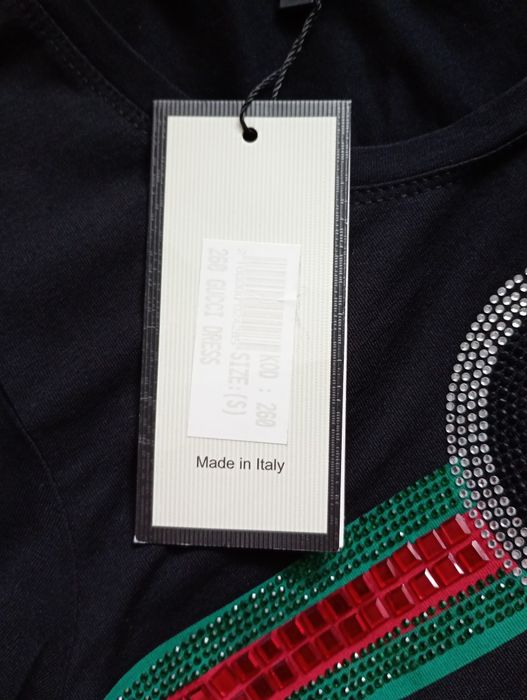 KOD : 260
SIZE:(S)
260 GUCCI DRESS
Made in Italy